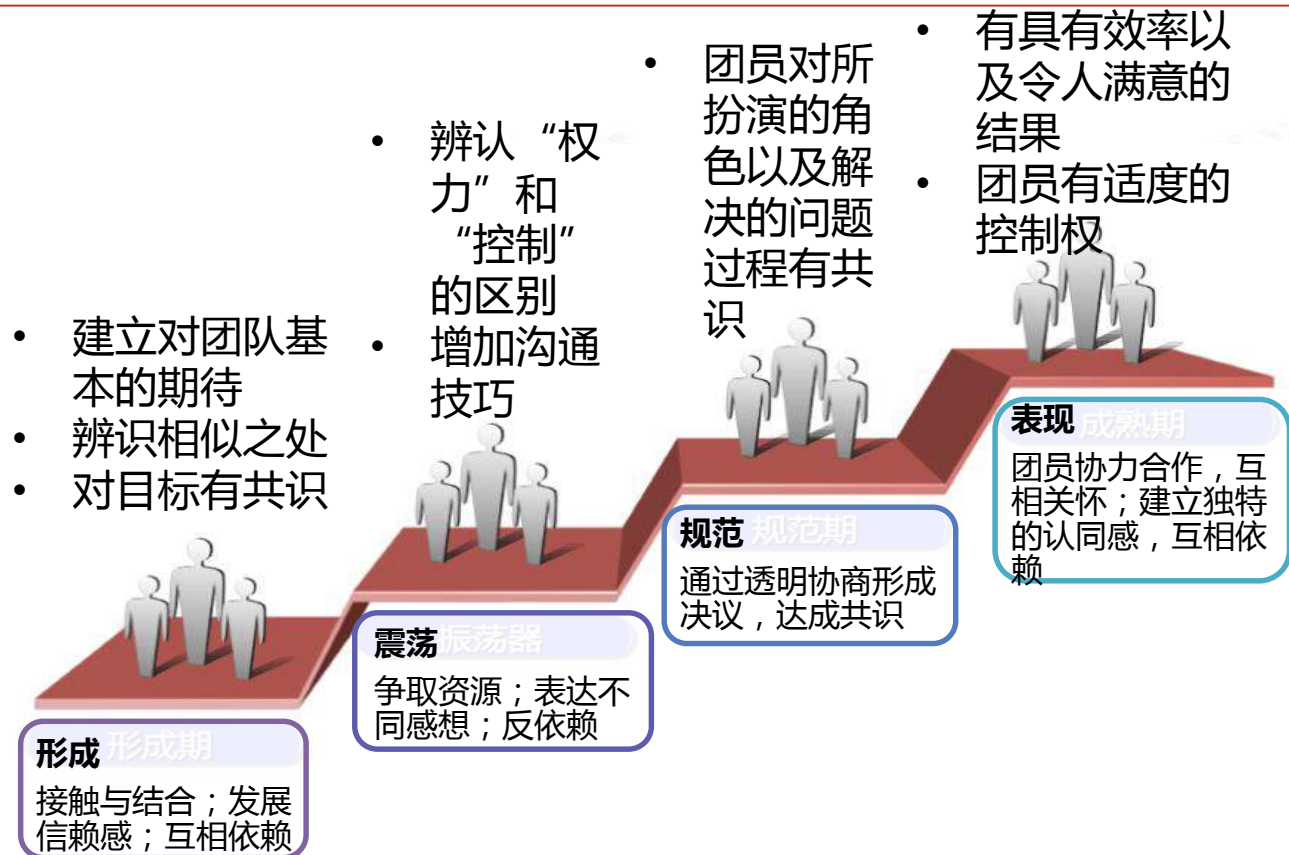 • 建立对团队基
本的期待
• 辨识相似之处
• 对目标有共识
形成 形成期
接触与结合；发展
信赖感；互相依赖
• 辨认“权
力”和
“控制”
的区别
• 增加沟通
技巧
震荡 振荡器
争取资源；表达不
同感想；反依赖
• 团员对所
扮演的角
色以及解
决的问题
过程有共
识
规范 规范期
通过透明协商形成
决议，达成共识
• 有具有效率以
及令人满意的
结果
• 团员有适度的
控制权
表现 成熟期
团员协力合作，互
相关怀；建立独特
的认同感，互相依
赖